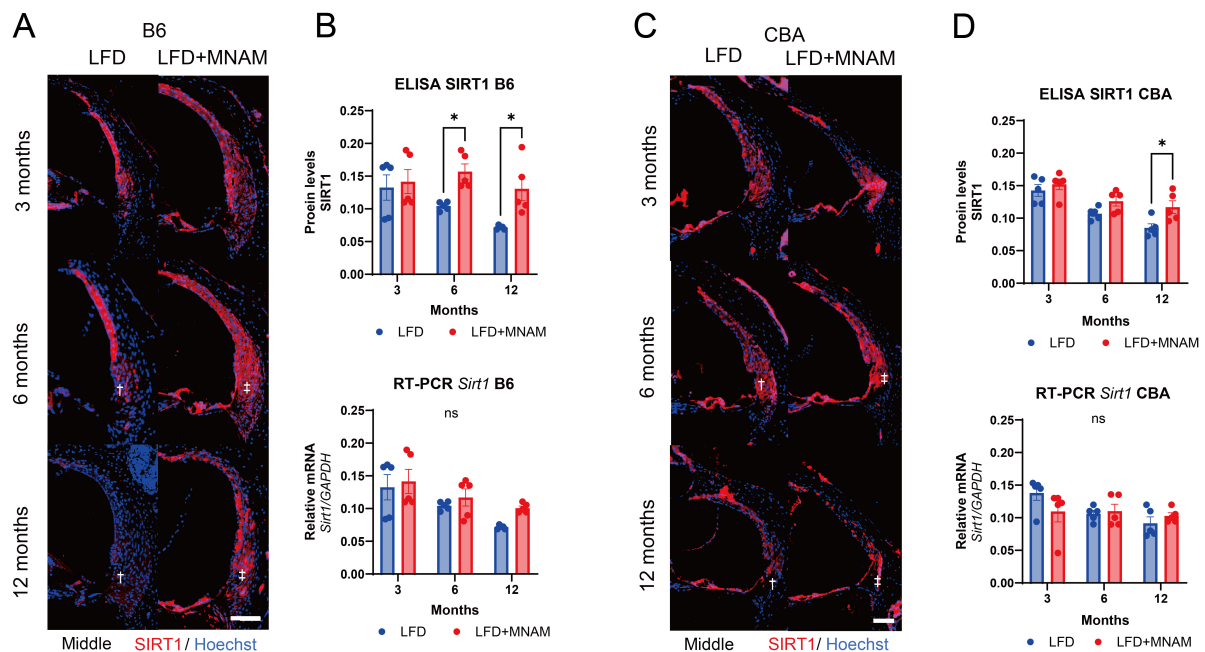 A
B6
LFD
LFD+MNAM
3 months
6 months
†
‡
12 months
†
‡
Middle
SIRT1/ Hoechst
B
ELISA SIRT1 B6
Proein levels
SIRT1
0.25
0.20
0.15
0.10
0.05
0.00
*
*
3
6
12
Months
LFD
LFD+MNAM
RT-PCR Sirt1 B6
ns
Relative mRNA
Sirt1/GAPDH
0.25
0.20
0.15
0.10
0.05
0.00
3
6
12
Months
LFD
LFD+MNAM
C
CBA
LFD
LFD+MNAM
3 months
6 months
†
‡
12 months
†
‡
Middle
SIRT1/ Hoechst
D
ELISA SIRT1 CBA
Proein levels
SIRT1
0.25
0.20
0.15
0.10
0.05
0.00
*
3
6
12
Months
LFD
LFD+MNAM
RT-PCR Sirt1 CBA
ns
Relative mRNA
Sirt1/GAPDH
0.25
0.20
0.15
0.10
0.05
0.00
3
6
12
Months
LFD
LFD+MNAM